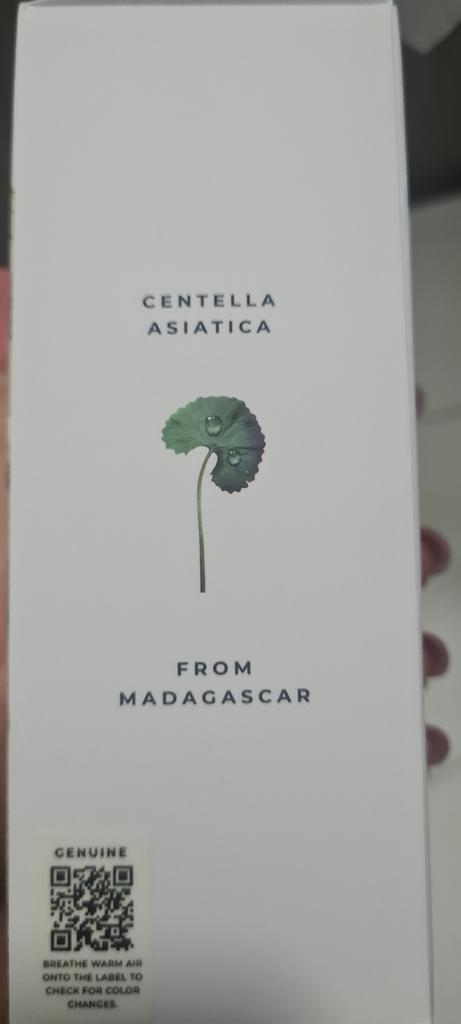 CENTELLA
ASIATICA
FROM
MADAGASCAR
GENUINE
BREATHE WARM AIR
ONTO THE LABEL TO
CHECK FOR COLOR
CHANGES.